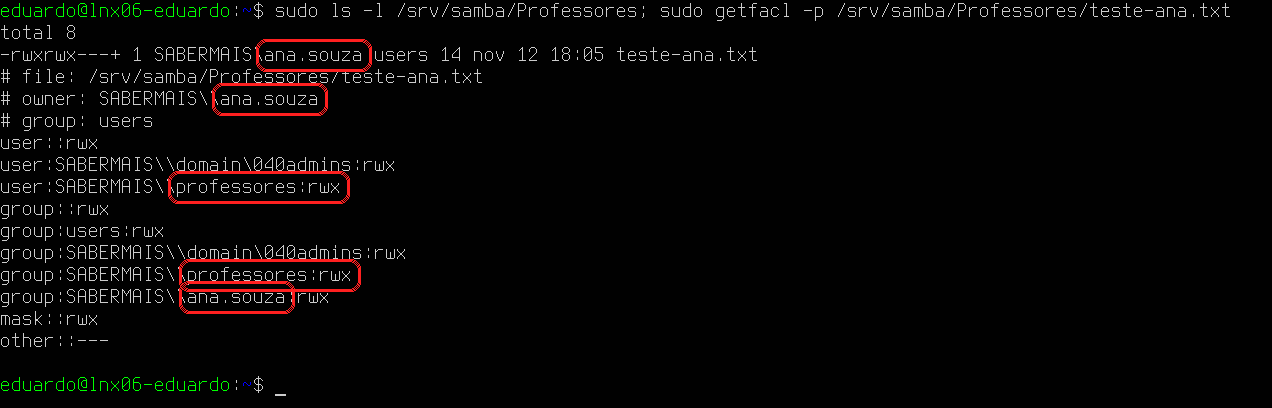 eduardo@lnx06-eduardo:~$ sudo ls -l /srv/samba/Professores; sudo getfacl -p /srv/samba/Professores/teste-ana.txt
total 8
-rwxrwx---+ 1 SABERMAIS\ana.souza users 14 nov 12 18:05 teste-ana.txt
# file: /srv/samba/Professores/teste-ana.txt
# owner: SABERMAIS\\ana.souza
# group: users
user::rwx
user:SABERMAIS\\domain\040admins:rwx
user:SABERMAIS\\professores:rwx
group::rwx
group:users:rwx
group:SABERMAIS\\domain\040admins:rwx
group:SABERMAIS\\professores:rwx
group:SABERMAIS\\ana.souza:rwx
mask::rwx
other::---
eduardo@lnx06-eduardo:~$ _